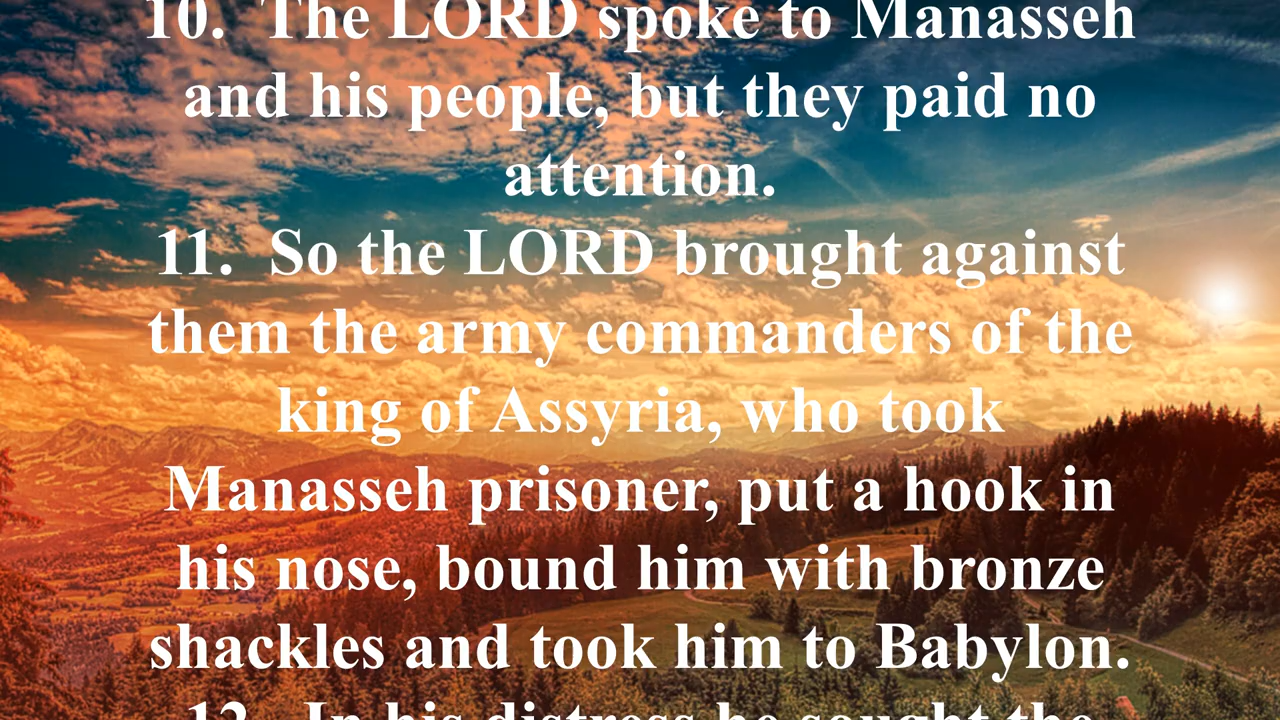 10. The LORD spoke to Manasseh
and his people, but they paid no
attention.
11. So the LORD brought against
them the army commanders of the
king of Assyria, who took
Manasseh prisoner, put a hook in
his nose, bound him with bronze
shackles and took him to Babylon.
12. In his distress he sought the